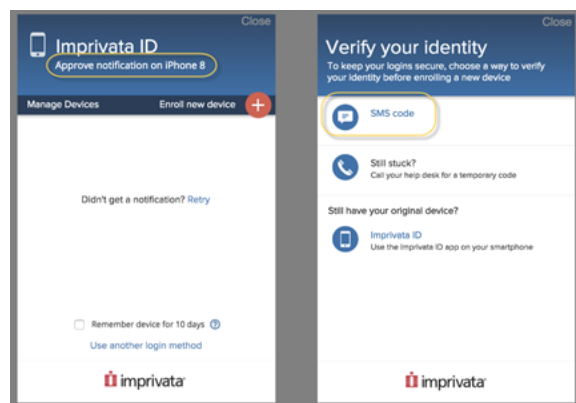 Close
Imprivata ID
Approve notification on iPhone 8
Manage Devices
Enroll new device
+
Didn't get a notification? Retry
Remember device for 10 days ?
Use another login method
imprivata
Close
Verify your identity
To keep your logins secure, choose a way to verify
your identity before enrolling a new device
SMS code
Still stuck?
Call your help desk for a temporary code
Still have your original device?
Imprivata ID
Use the Imprivata ID app on your smartphone
imprivata